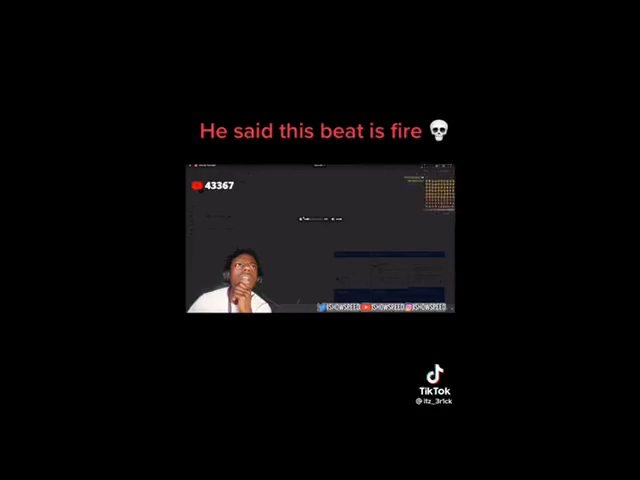 He said this beat is fire 💀
43367
ISHOWSPEED ISHOWSPEED ISHOWSPEED
TikTok
@itz_3r1ck